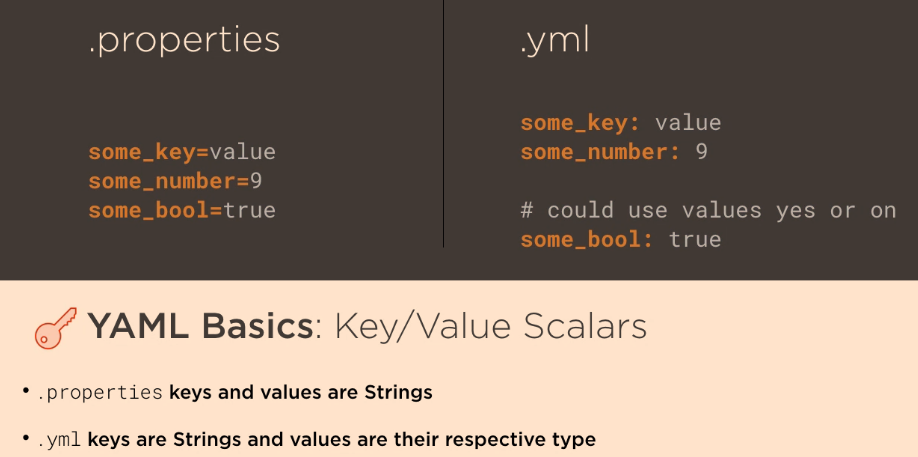 .properties
some_key=value
some_number=9
some_bool=true
.yml
some_key: value
some_number: 9
# could use values yes or on
some_bool: true
YAML Basics: Key/Value Scalars
• .properties keys and values are Strings
• .yml keys are Strings and values are their respective type